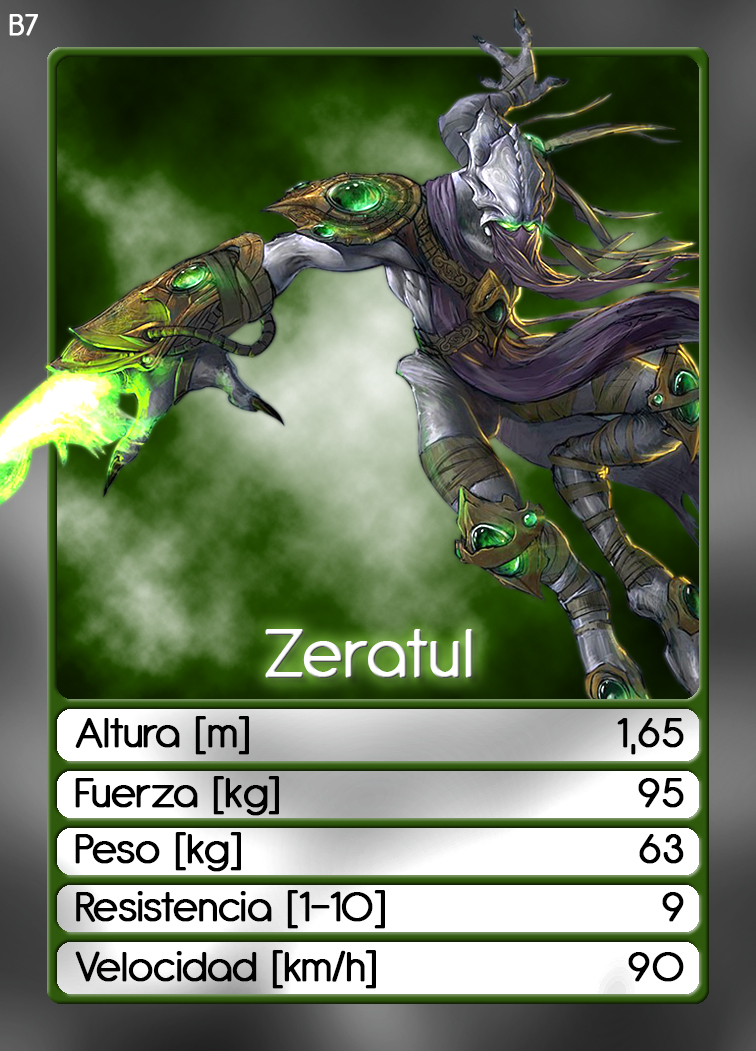 B7
Zeratul
Altura [m] 1,65
Fuerza [kg] 95
Peso [kg] 63
Resistencia [1-10] 9
Velocidad [km/h] 90